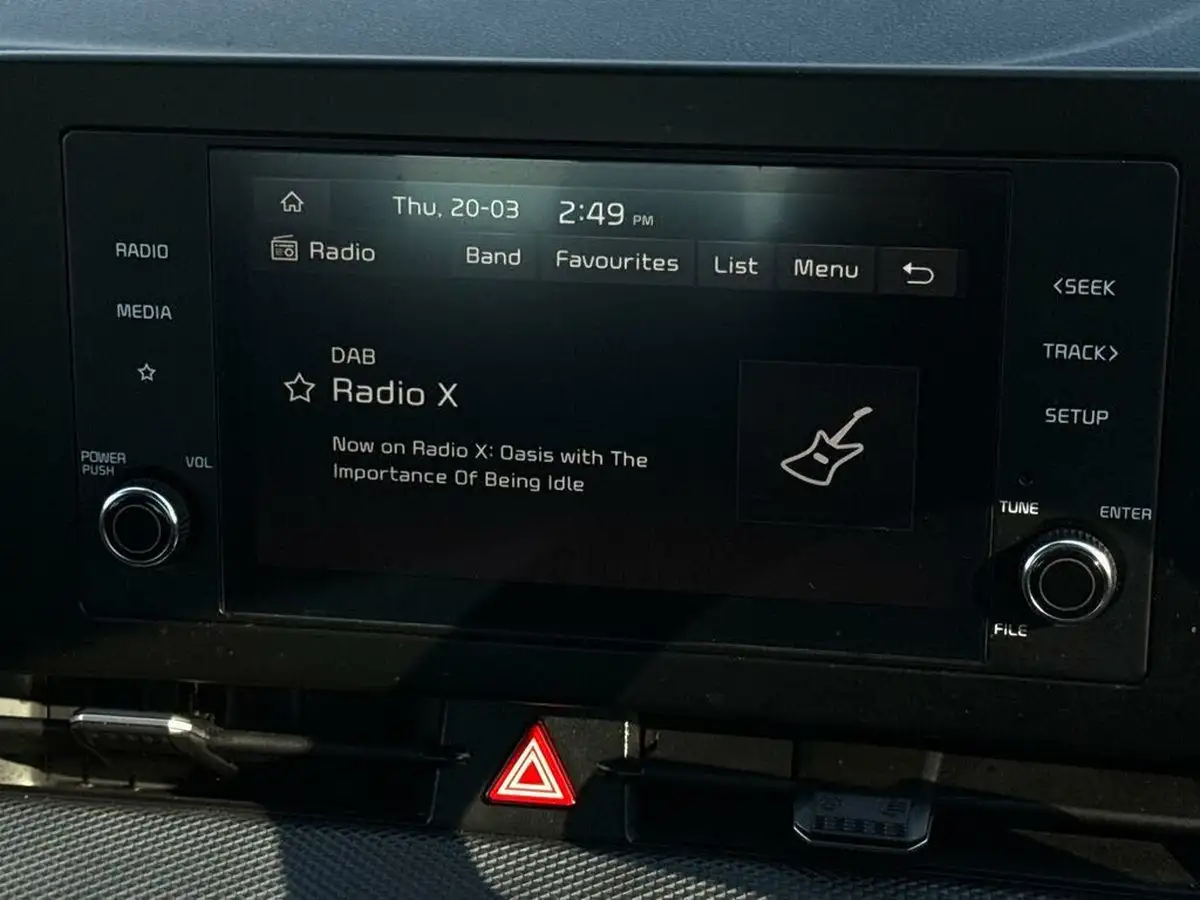 Thu, 20-03 2:49 PM
Radio Band Favourites List Menu
RADIO
MEDIA
<SEEK
TRACK>
SETUP
DAB
Radio X
Now on Radio X: Oasis with The
Importance Of Being Idle
POWER
PUSH
VOL
TUNE
ENTER
FILE